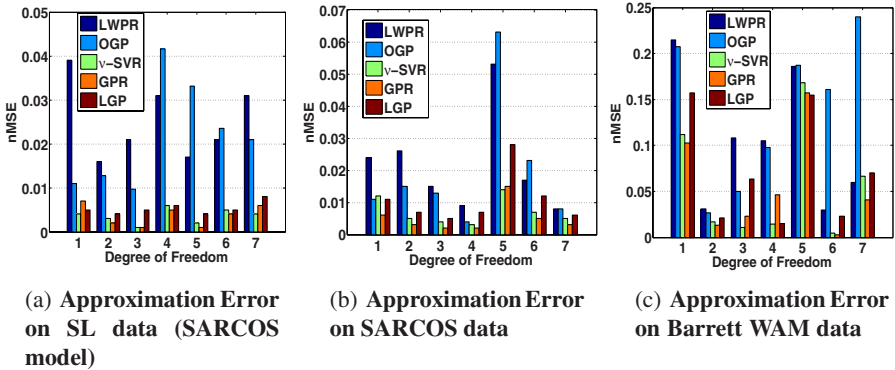 0.05
0.04
0.03
0.02
0.01
0
nMSE
LWPR
OGP
ν−SVR
GPR
LGP
1 2 3 4 5 6 7
Degree of Freedom
(a) Approximation Error
on SL data (SARCOS
model)
0.07
0.06
0.05
0.04
0.03
0.02
0.01
0.00
nMSE
LWPR
OGP
ν−SVR
GPR
LGP
1 2 3 4 5 6 7
Degree of Freedom
(b) Approximation Error
on SARCOS data
0.25
0.2
0.15
0.1
0.05
0
nMSE
LWPR
OGP
ν−SVR
GPR
LGP
1 2 3 4 5 6 7
Degree of Freedom
(c) Approximation Error
on Barrett WAM data